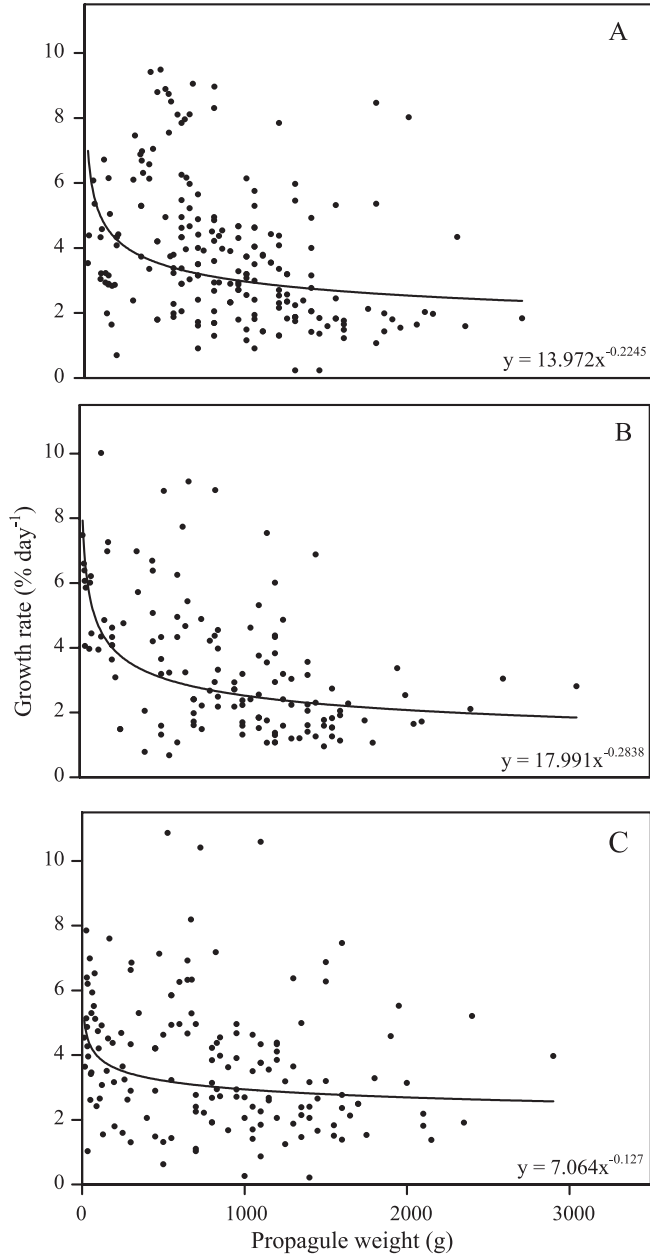 A
10
8
6
4
2
0
y = 13.972x^-0.2245
B
10
8
6
4
2
0
y = 17.991x^-0.2838
Growth rate (% day^-1)
C
10
8
6
4
2
0
y = 7.064x^-0.127
0 1000 2000 3000
Propagule weight (g)